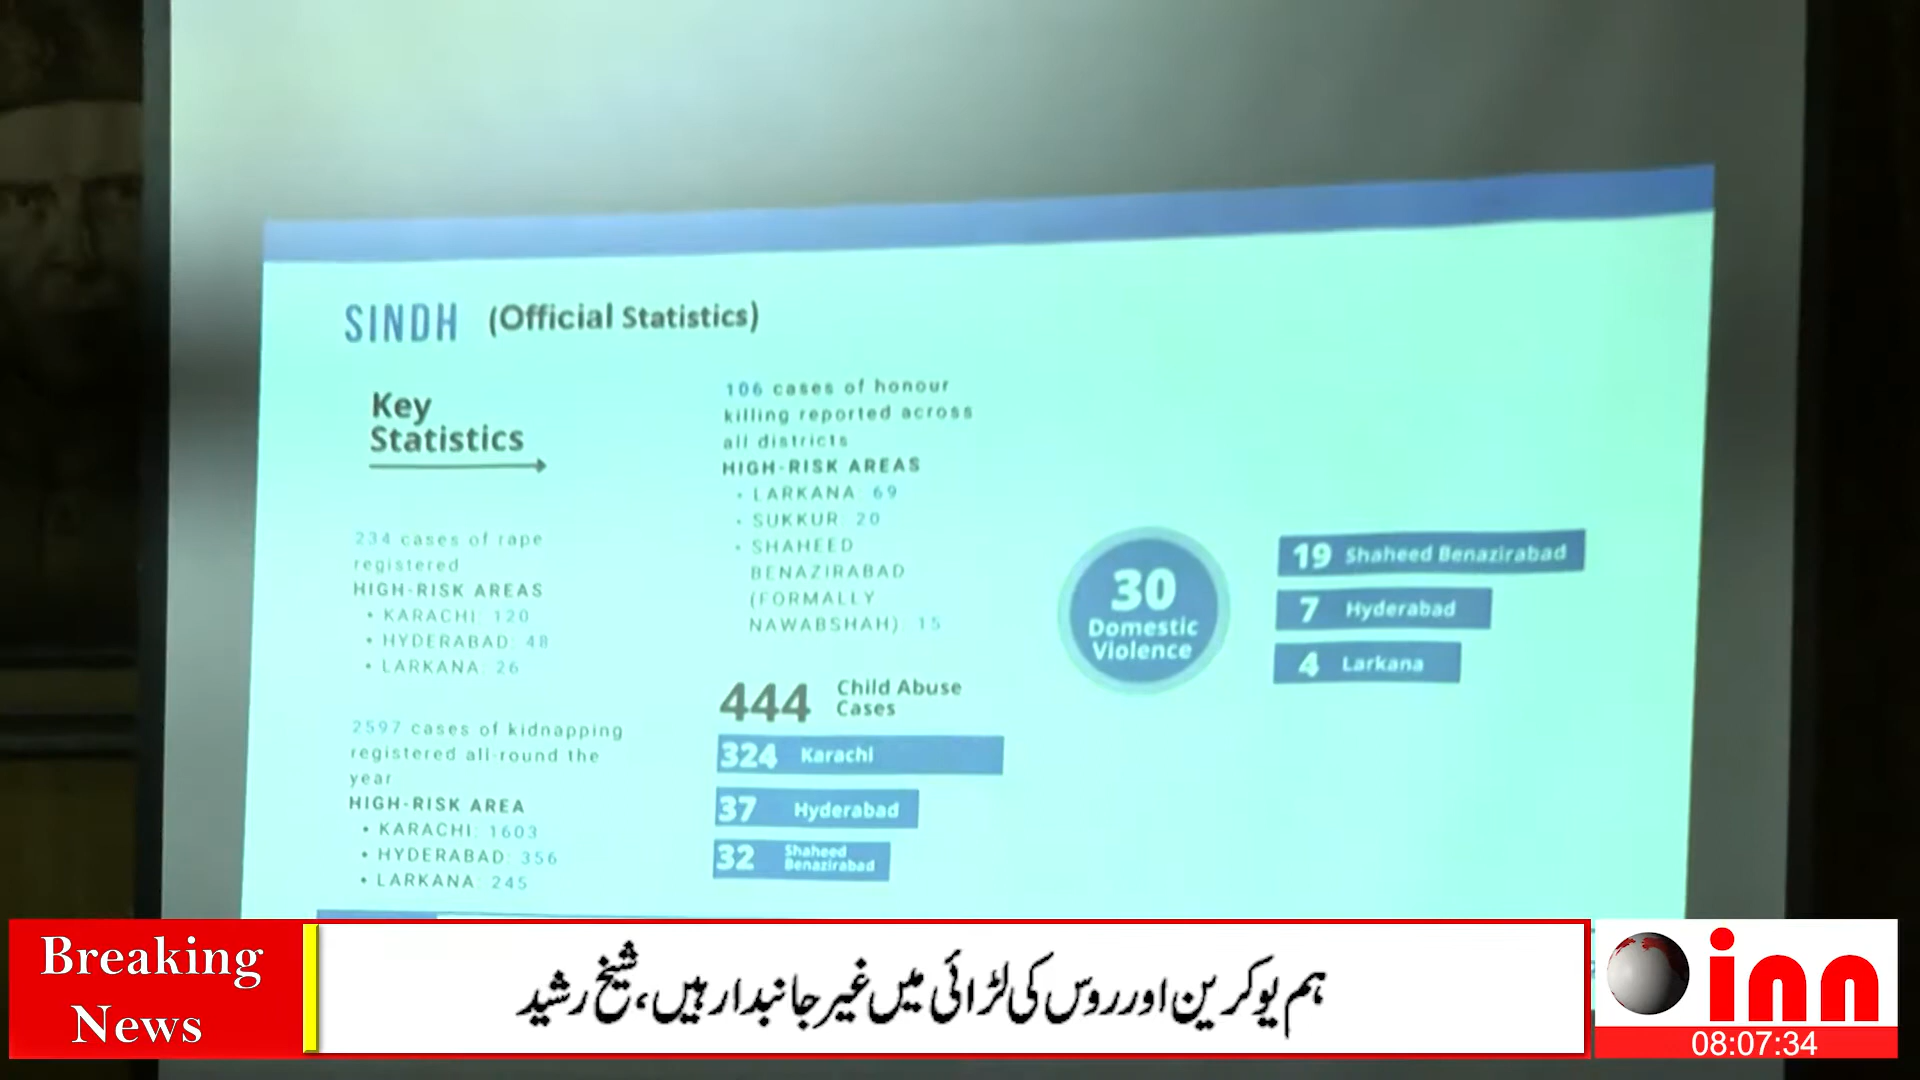 SINDH (Official Statistics)
Key
Statistics
234 cases of rape
registered
HIGH-RISK AREAS
• KARACHI: 120
• HYDERABAD: 48
• LARKANA: 26
2597 cases of kidnapping
registered all-round the
year
HIGH-RISK AREA
• KARACHI: 1603
• HYDERABAD: 356
• LARKANA: 245
106 cases of honour
killing reported across
all districts
HIGH-RISK AREAS
• LARKANA: 69
• SUKKUR: 20
• SHAHEED
BENAZIRABAD
(FORMALLY
NAWABSHAH): 15
444 Child Abuse
Cases
324 Karachi
37 Hyderabad
32 Shaheed
Benazirabad
30
Domestic
Violence
19 Shaheed Benazirabad
7 Hyderabad
4 Larkana
Breaking
News
ہم یوکرین اور روس کی لڑائی میں غیر جانبدار ہیں، شیخ رشید
inn
08:07:34